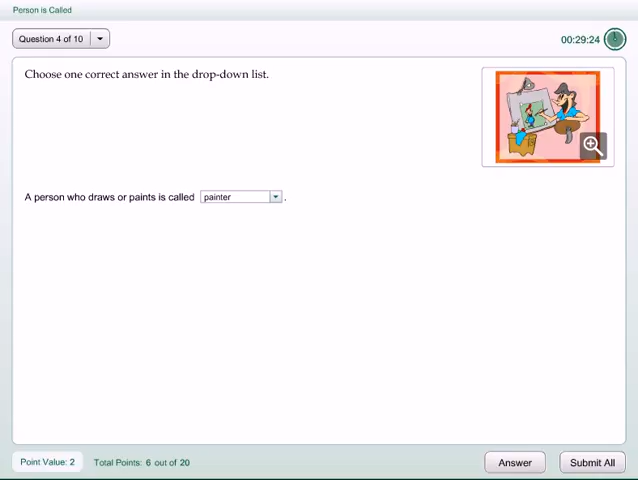 Person is Called
Question 4 of 10
00:29:24
Choose one correct answer in the drop-down list.
A person who draws or paints is called painter .
Point Value: 2
Total Points: 6 out of 20
Answer
Submit All